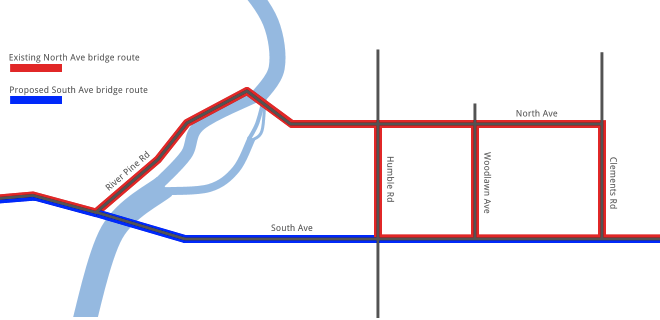 Existing North Ave bridge route
Proposed South Ave bridge route
North Ave
River Pine Rd
Humble Rd
Woodlawn Ave
Clements Rd
South Ave